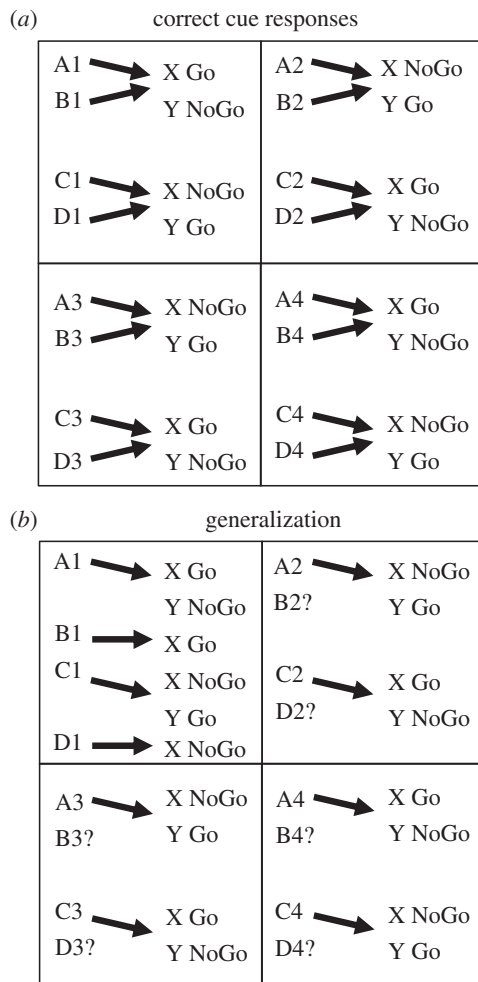 (a) correct cue responses
A1 X Go
B1 Y NoGo
C1 X NoGo
D1 Y Go
A2 X NoGo
B2 Y Go
C2 X Go
D2 Y NoGo
A3 X NoGo
B3 Y Go
C3 X Go
D3 Y NoGo
A4 X Go
B4 Y NoGo
C4 X NoGo
D4 Y Go
(b) generalization
A1 X Go
Y NoGo
B1 X Go
C1 X NoGo
Y Go
D1 X NoGo
A2 X NoGo
B2? Y Go
C2 X Go
D2? Y NoGo
A3 X NoGo
B3? Y Go
C3 X Go
D3? Y NoGo
A4 X Go
B4? Y NoGo
C4 X NoGo
D4? Y Go